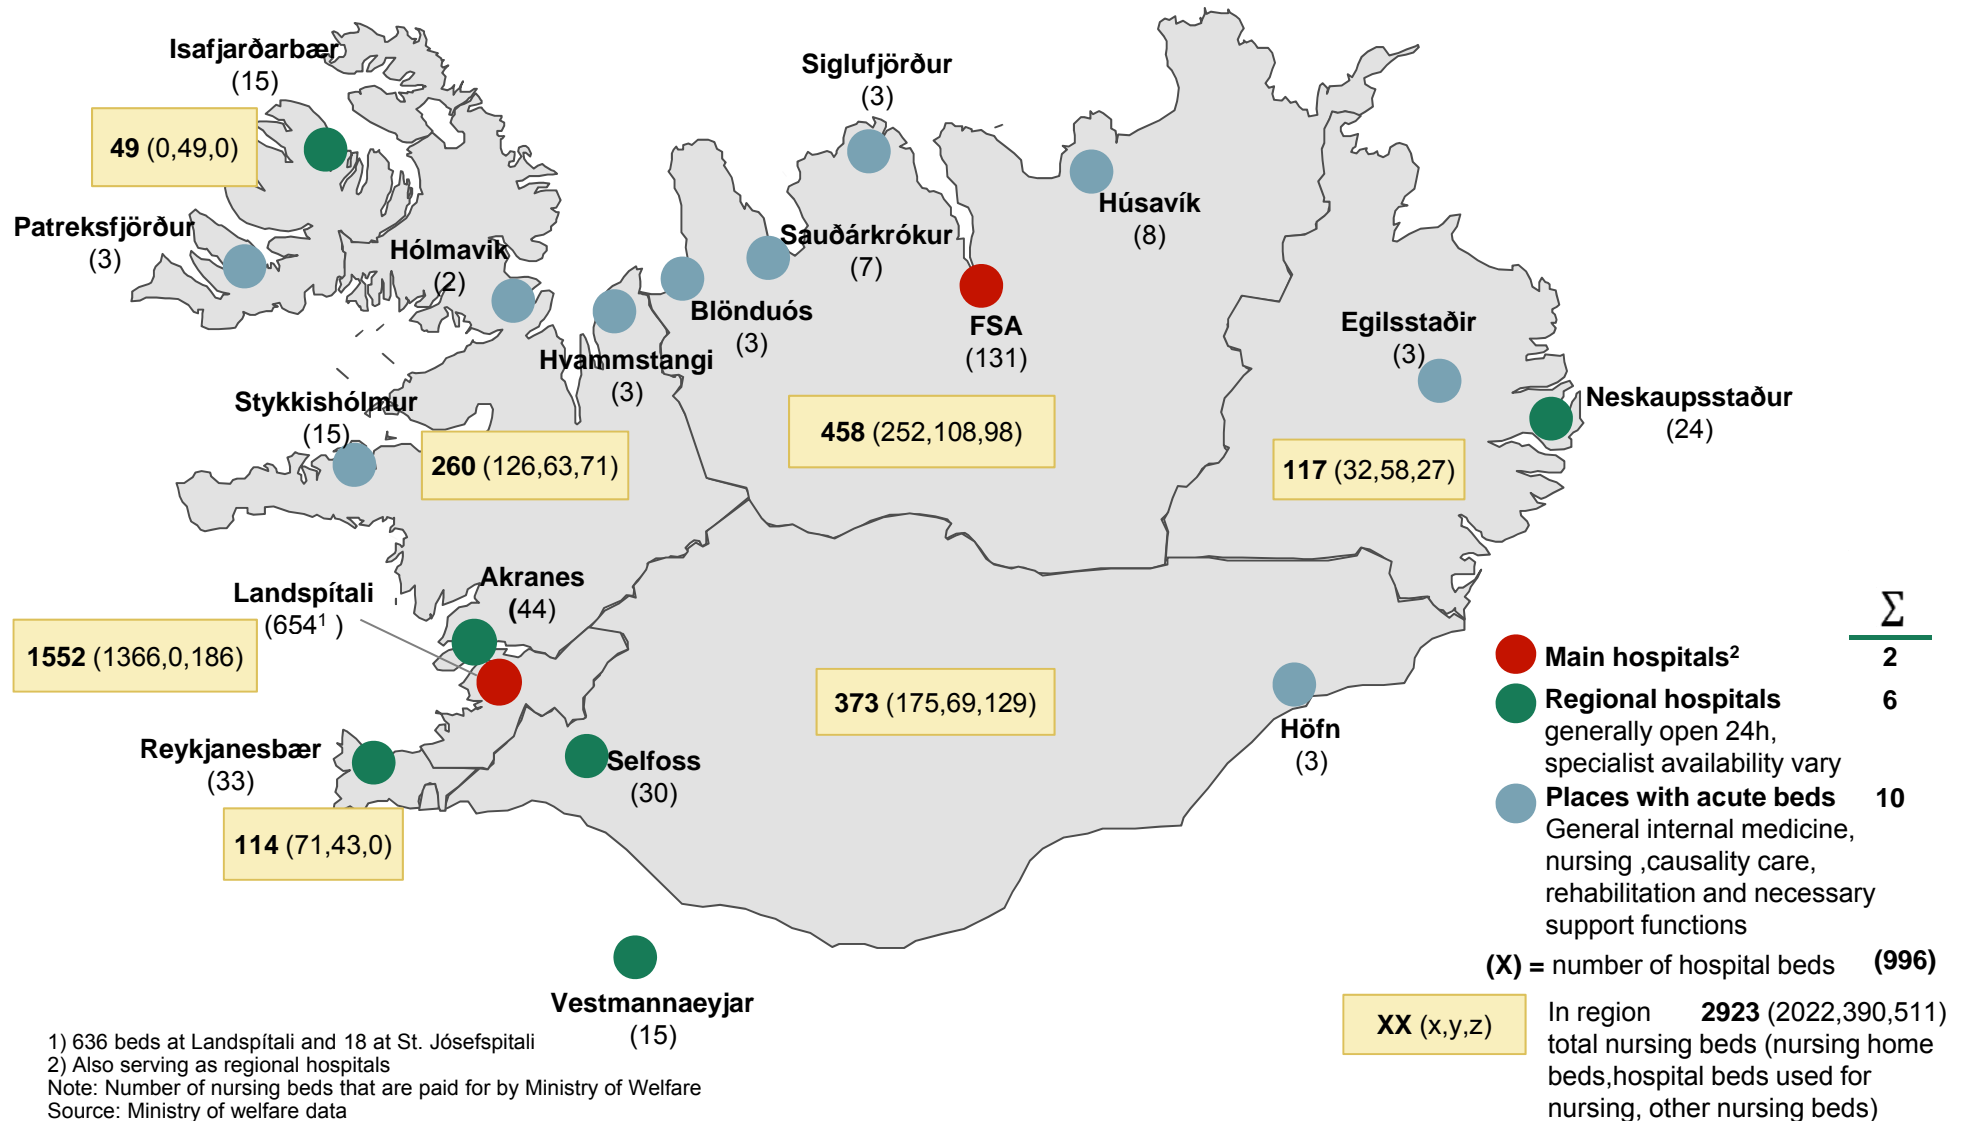 Isafjarðarbær
(15)
49 (0,49,0)
Patreksfjörður
(3)
Hólmavik
(2)
Siglufjörður
(3)
Húsavík
(8)
Sauðárkrókur
(7)
Blönduós
(3)
Hvammstangi
(3)
FSA
(131)
Egilsstaðir
(3)
Neskaupsstaður
(24)
Stykkishólmur
(15)
260 (126,63,71)
458 (252,108,98)
117 (32,58,27)
Akranes
(44)
Landspítali
(654¹ )
1552 (1366,0,186)
373 (175,69,129)
Reykjanesbær
(33)
Selfoss
(30)
114 (71,43,0)
Höfn
(3)
Vestmannaeyjar
(15)
Σ
Main hospitals² 2
Regional hospitals 6
generally open 24h,
specialist availability vary
Places with acute beds 10
General internal medicine,
nursing ,causality care,
rehabilitation and necessary
support functions
(X) = number of hospital beds (996)
XX (x,y,z)
In region 2923 (2022,390,511)
total nursing beds (nursing home
beds,hospital beds used for
nursing, other nursing beds)
1) 636 beds at Landspítali and 18 at St. Jósefspitali
2) Also serving as regional hospitals
Note: Number of nursing beds that are paid for by Ministry of Welfare
Source: Ministry of welfare data